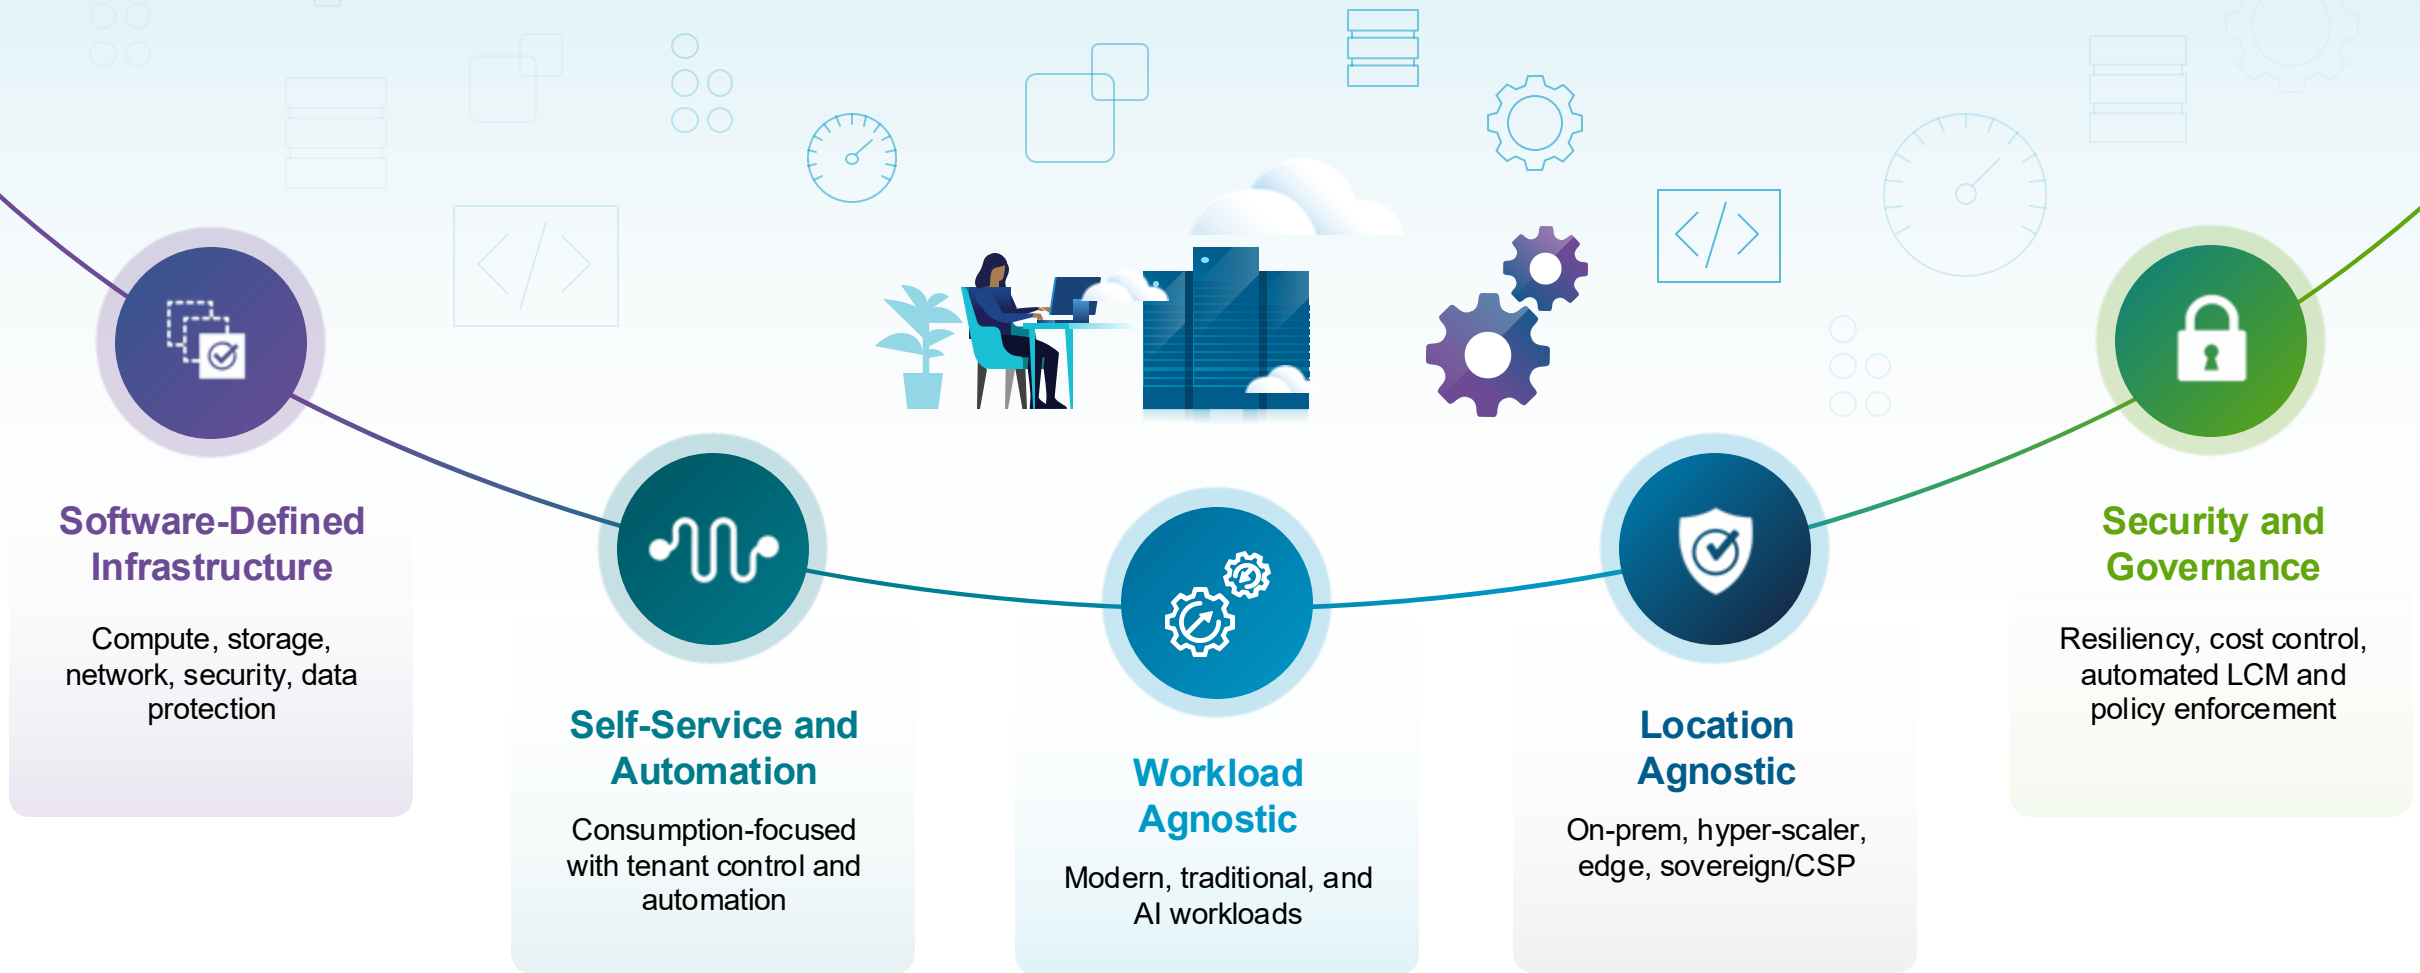 Software-Defined
Infrastructure
Compute, storage,
network, security, data
protection
Self-Service and
Automation
Consumption-focused
with tenant control and
automation
Workload
Agnostic
Modern, traditional, and
AI workloads
Location
Agnostic
On-prem, hyper-scaler,
edge, sovereign/CSP
Security and
Governance
Resiliency, cost control,
automated LCM and
policy enforcement